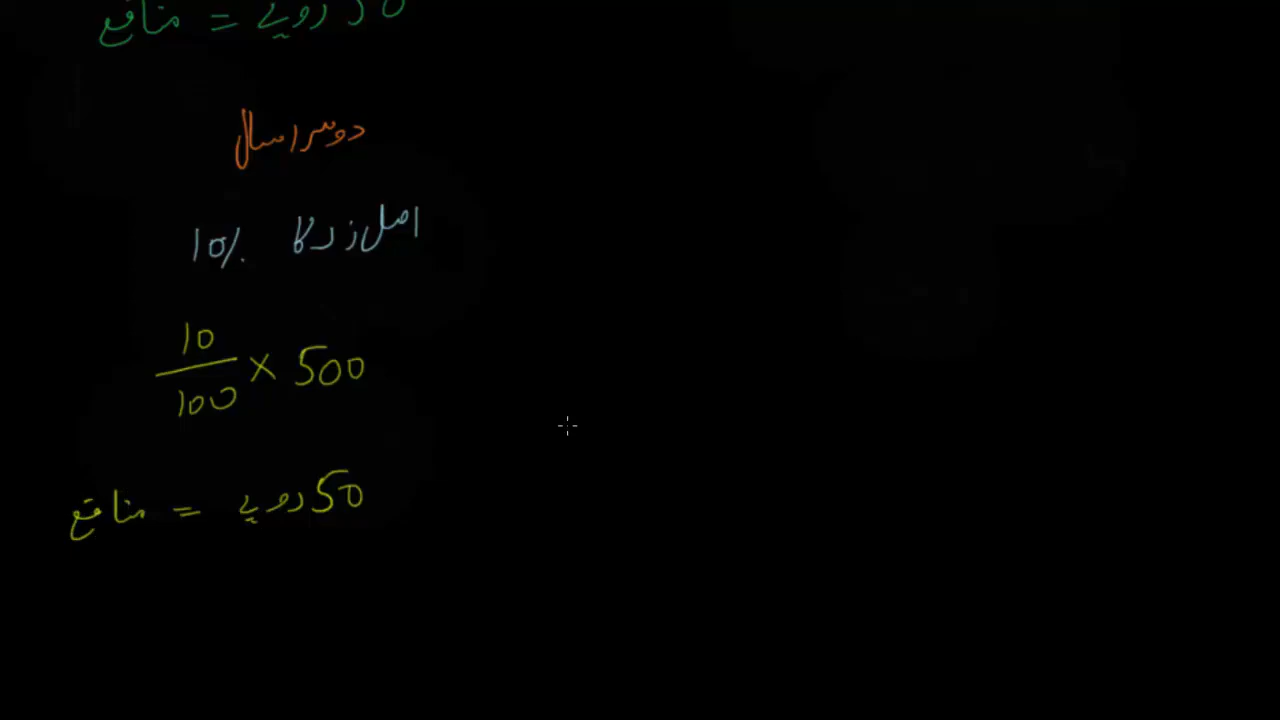 50 روپے = منافع
دوسرا سال
اصل زر کا 10%
10/100 × 500
50 روپے = منافع